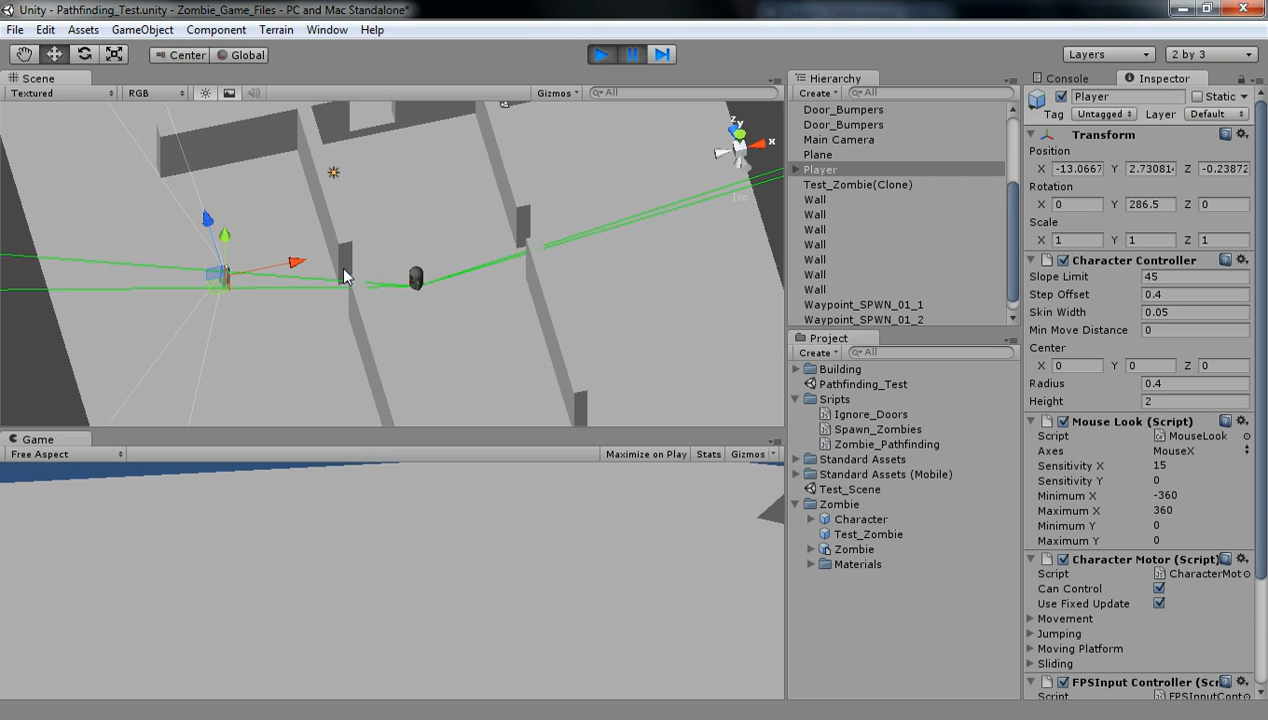 Unity - Pathfinding_Test.unity - Zombie_Game_Files - PC and Mac Standalone*
File Edit Assets GameObject Component Terrain Window Help
Center Global Layers 2 by 3
Scene
Textured RGB Gizmos All
y
z
x
Iso
Game
Free Aspect Maximize on Play Stats Gizmos
Hierarchy
Create All
Door_Bumpers
Door_Bumpers
Main Camera
Plane
Player
Test_Zombie(Clone)
Wall
Wall
Wall
Wall
Wall
Wall
Wall
Waypoint_SPWN_01_1
Waypoint_SPWN_01_2
Project
Create All
Building
Pathfinding_Test
Sripts
Ignore_Doors
Spawn_Zombies
Zombie_Pathfinding
Standard Assets
Standard Assets (Mobile)
Test_Scene
Zombie
Character
Test_Zombie
Zombie
Materials
Console Inspector
Player Static
Tag Untagged Layer Default
Transform
Position
X -13.0667 Y 2.73081 Z -0.23872
Rotation
X 0 Y 286.5 Z 0
Scale
X 1 Y 1 Z 1
Character Controller
Slope Limit 45
Step Offset 0.4
Skin Width 0.05
Min Move Distance 0
Center
X 0 Y 0 Z 0
Radius 0.4
Height 2
Mouse Look (Script)
Script MouseLook
Axes MouseX
Sensitivity X 15
Sensitivity Y 0
Minimum X -360
Maximum X 360
Minimum Y 0
Maximum Y 0
Character Motor (Script)
Script CharacterMot
Can Control
Use Fixed Update
Movement
Jumping
Moving Platform
Sliding
FPSInput Controller (Scr
Script FPSInputCont